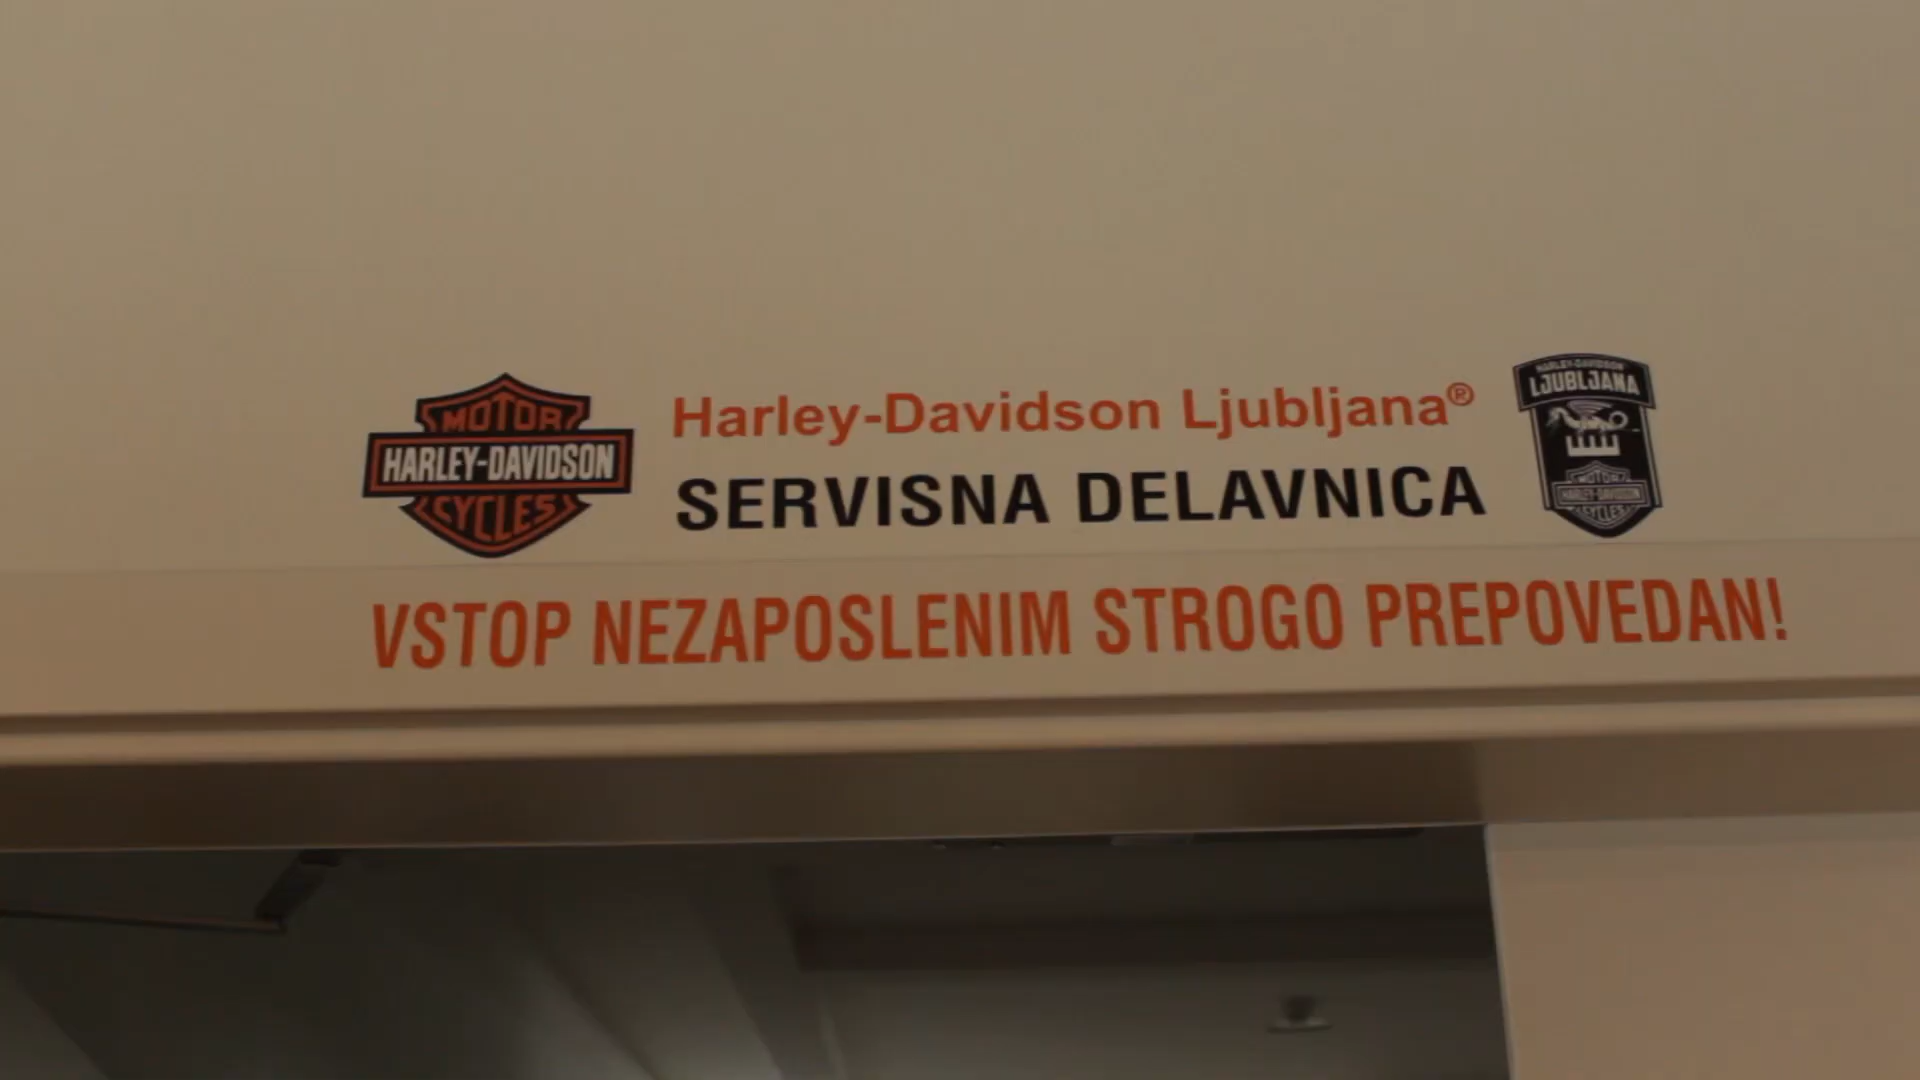 MOTOR
HARLEY-DAVIDSON
CYCLES
Harley-Davidson Ljubljana®
SERVISNA DELAVNICA
HARLEY-DAVIDSON
LJUBLJANA
MOTOR
HARLEY-DAVIDSON
CYCLES
VSTOP NEZAPOSLENIM STROGO PREPOVEDAN!